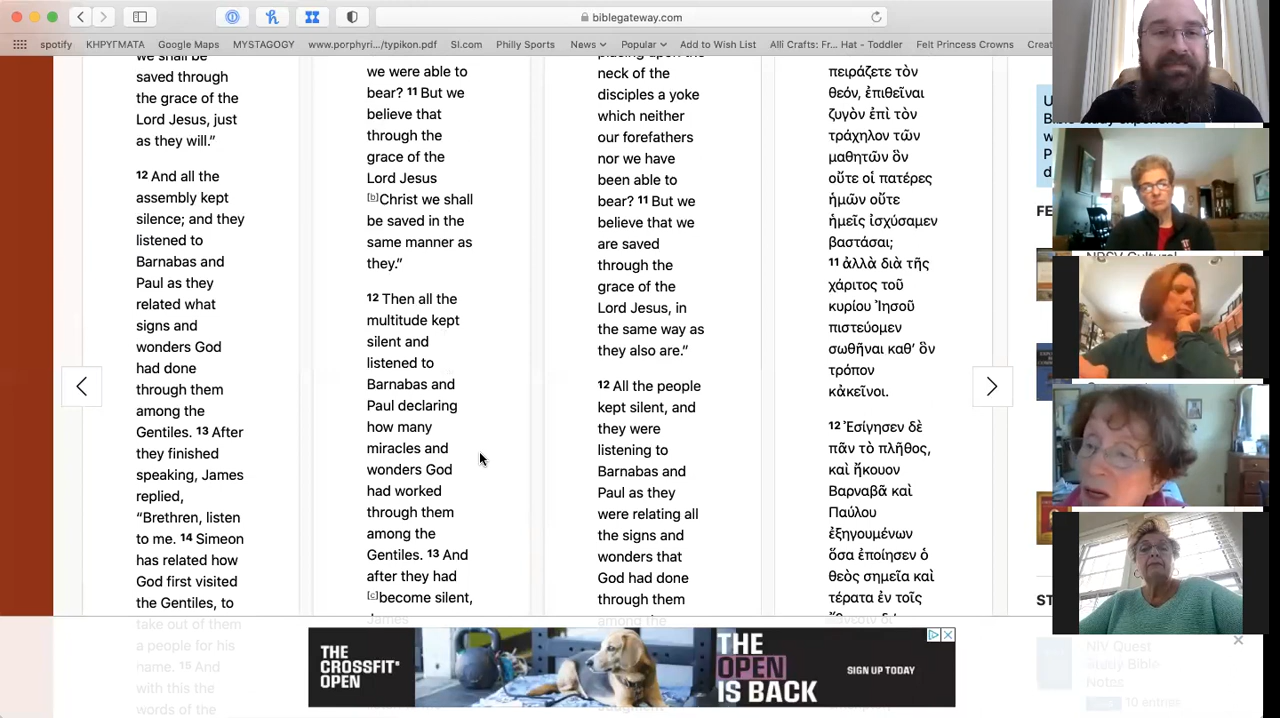 biblegateway.com
spotify
ΚΗΡΥΓΜΑΤΑ
Google Maps
MYSTAGOGY
www.porphyri.../typikon.pdf
SI.com
Philly Sports
News
Popular
Add to Wish List
Alli Crafts: Fr... Hat - Toddler
Felt Princess Crowns
we shall be
saved through
the grace of the
Lord Jesus, just
as they will.”
12 And all the
assembly kept
silence; and they
listened to
Barnabas and
Paul as they
related what
signs and
wonders God
had done
through them
among the
Gentiles. 13 After
they finished
speaking, James
replied,
“Brethren, listen
to me. 14 Simeon
has related how
God first visited
the Gentiles, to
take out of them
a people for his
name. 15 And
with this the
words of the
we were able to
bear? 11 But we
believe that
through the
grace of the
Lord Jesus
[b]Christ we shall
be saved in the
same manner as
they.”
12 Then all the
multitude kept
silent and
listened to
Barnabas and
Paul declaring
how many
miracles and
wonders God
had worked
through them
among the
Gentiles. 13 And
after they had
[c]become silent,
James
placing upon the
neck of the
disciples a yoke
which neither
our forefathers
nor we have
been able to
bear? 11 But we
believe that we
are saved
through the
grace of the
Lord Jesus, in
the same way as
they also are.”
12 All the people
kept silent, and
they were
listening to
Barnabas and
Paul as they
were relating all
the signs and
wonders that
God had done
through them
among the
πειράζετε τὸν
θεόν, ἐπιθεῖναι
ζυγὸν ἐπὶ τὸν
τράχηλον τῶν
μαθητῶν ὃν
οὔτε οἱ πατέρες
ἡμῶν οὔτε
ἡμεῖς ἰσχύσαμεν
βαστάσαι;
11 ἀλλὰ διὰ τῆς
χάριτος τοῦ
κυρίου Ἰησοῦ
πιστεύομεν
σωθῆναι καθ’ ὃν
τρόπον
κἀκεῖνοι.
12 Ἐσίγησεν δὲ
πᾶν τὸ πλῆθος,
καὶ ἤκουον
Βαρναβᾶ καὶ
Παύλου
ἐξηγουμένων
ὅσα ἐποίησεν ὁ
θεὸς σημεῖα καὶ
τέρατα ἐν τοῖς
NIV Quest
Study Bible
Notes
10 entries
THE
CROSSFIT
OPEN
THE
OPEN
IS BACK
SIGN UP TODAY